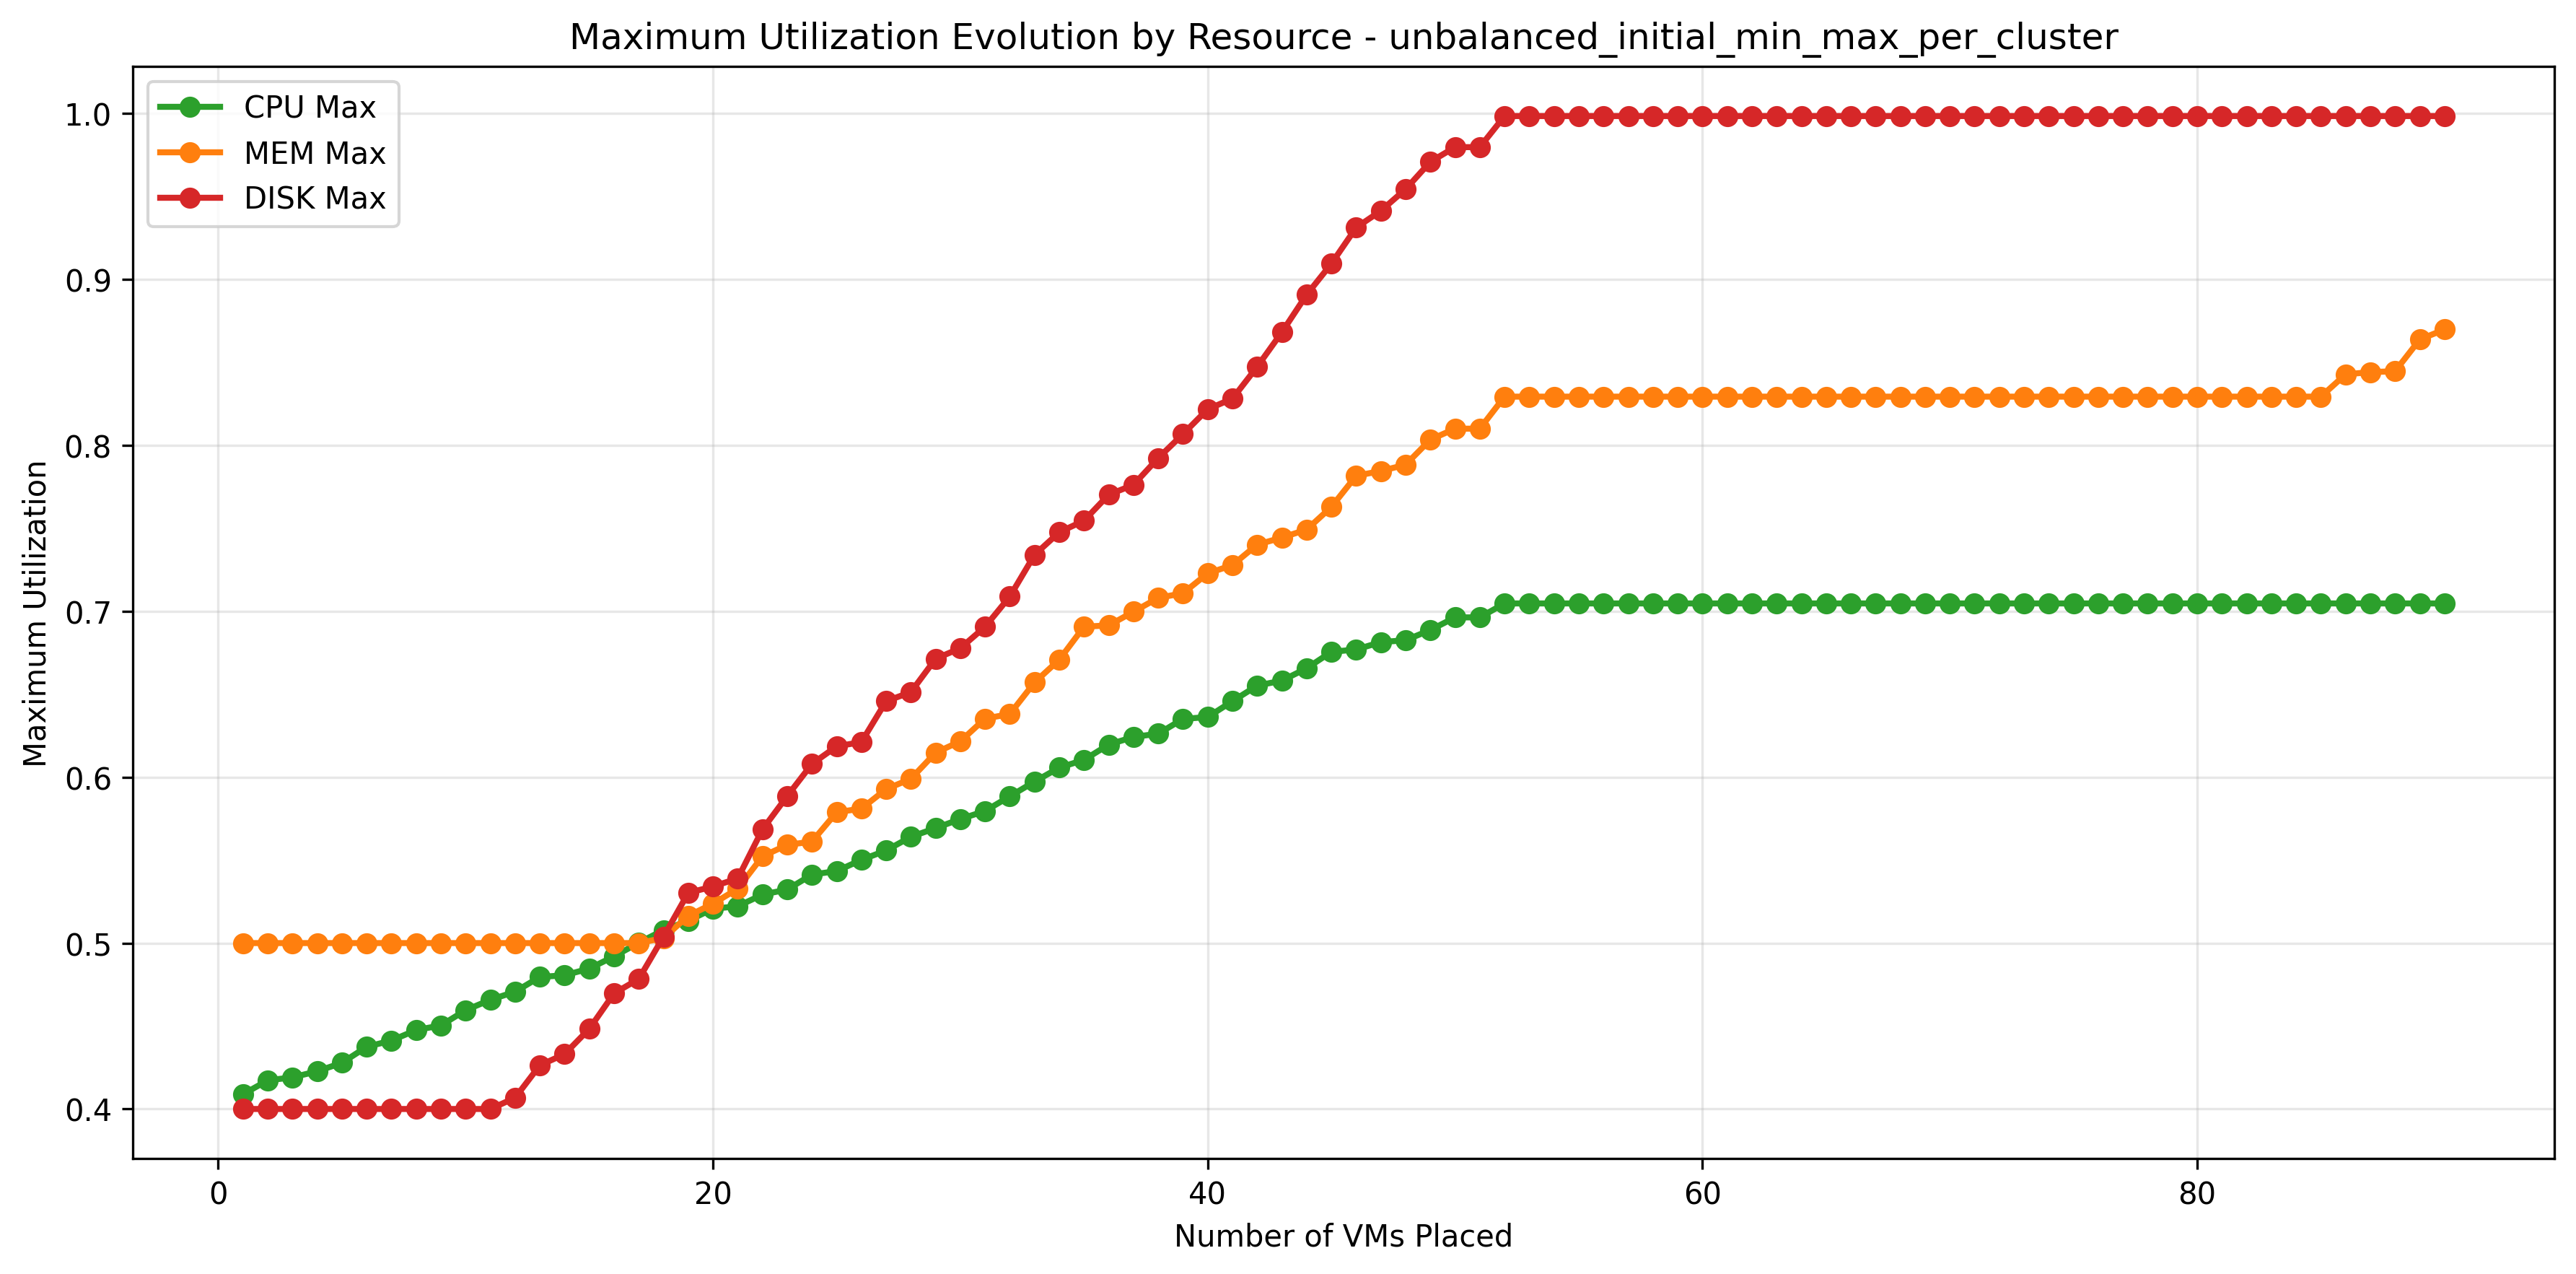 Maximum Utilization Evolution by Resource - unbalanced_initial_min_max_per_cluster
CPU Max
MEM Max
DISK Max
1.0
0.9
0.8
0.7
0.6
0.5
0.4
Maximum Utilization
0
20
40
60
80
Number of VMs Placed